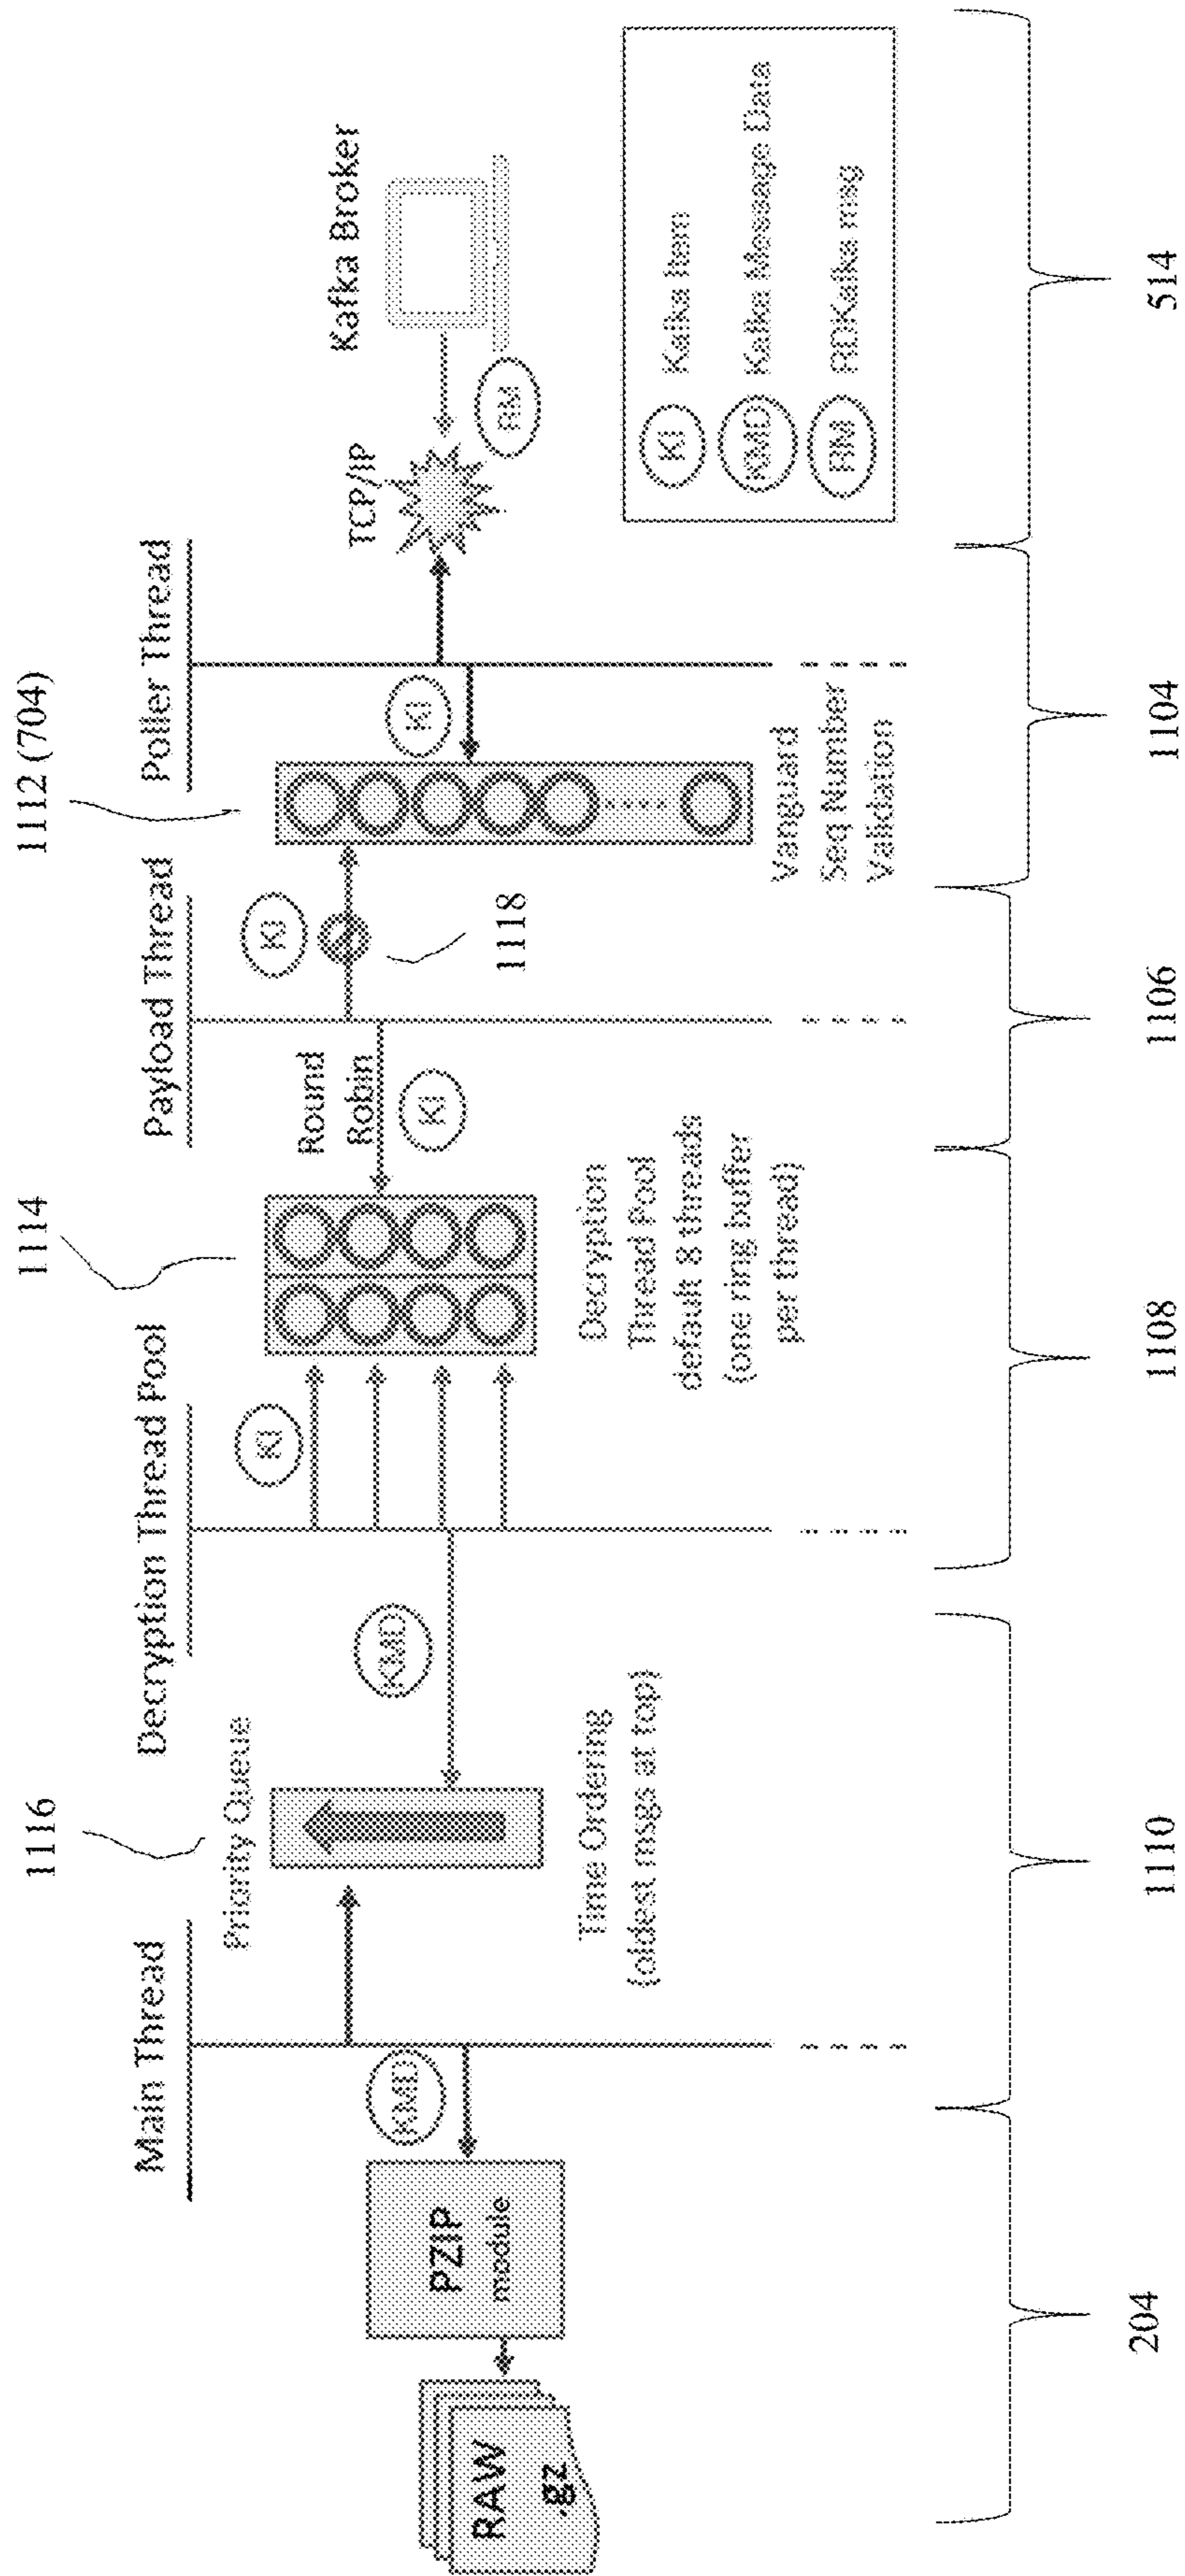 1116
1114
1112 (704)
Main Thread
Decryption Thread Pool
Payload Thread
Poller Thread
Priority Queue
KI
KI
Round
Robin
Kafka Broker
KMD
KMD
KI
KI
TCP/IP
RM
RAW
.gz
PZIP
module
1118
Time Ordering
(oldest msgs at top)
Decryption
Thread Pool
default 8 threads
(one ring buffer
per thread)
Vanguard
Seq Number
Validation
KI Kafka Item
KMD Kafka Message Data
RM RDKafka msg
204
1110
1108
1106
1104
514